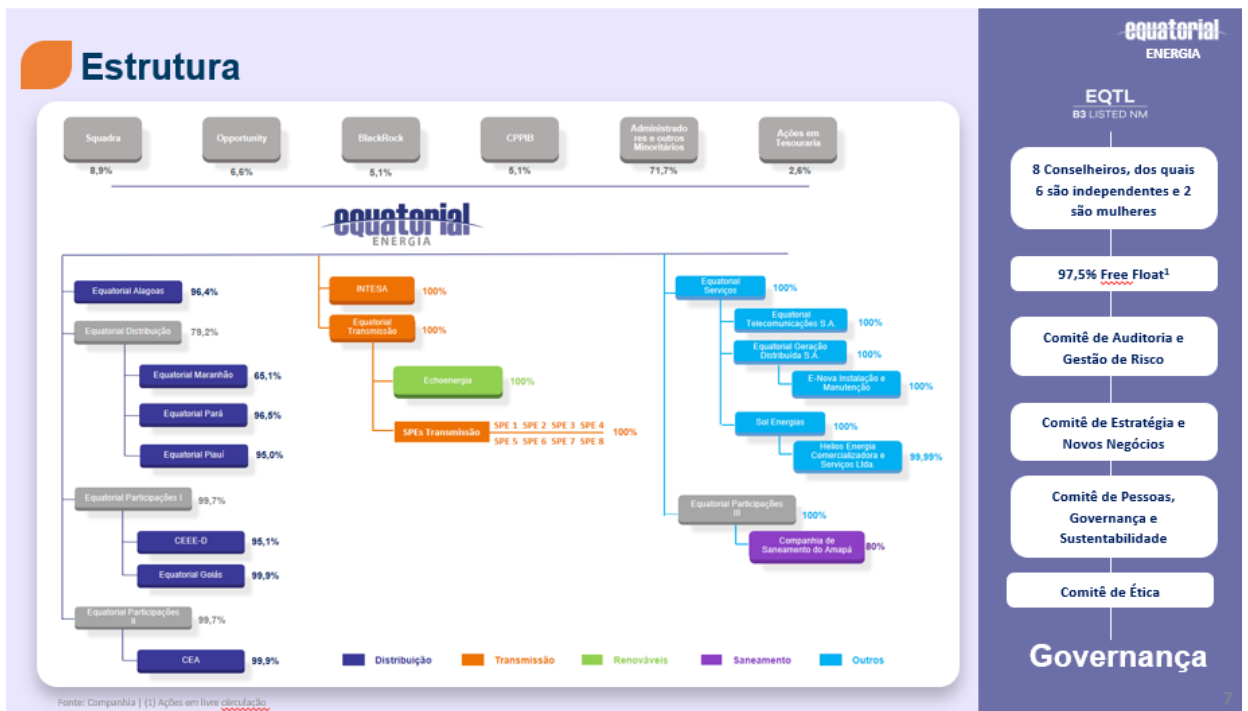 Estrutura
Squadra
8,9%
Opportunity
6,6%
BlackRock
5,1%
CPPIB
5,1%
Administrado
res e outros
Minoritários
71,7%
Ações em
Tesouraria
2,6%
equatorial
ENERGIA
Equatorial Alagoas 96,4%
Equatorial Distribuição 79,2%
Equatorial Maranhão 65,1%
Equatorial Pará 96,5%
Equatorial Piauí 95,0%
Equatorial Participações I 99,7%
CEEE-D 95,1%
Equatorial Goiás 99,9%
Equatorial Participações
II 99,7%
CEA 99,9%
INTESA 100%
Equatorial
Transmissão 100%
Echoenergia 100%
SPEs Transmissão
SPE 1 SPE 2 SPE 3 SPE 4
SPE 5 SPE 6 SPE 7 SPE 8
100%
Equatorial
Serviços 100%
Equatorial
Telecomunicações S.A. 100%
Equatorial Geração
Distribuída S.A. 100%
E-Nova Instalação e
Manutenção 100%
Sol Energias 100%
Helios Energia
Comercializadora e
Serviços Ltda. 99,99%
Equatorial Participações
III 100%
Companhia de
Saneamento do Amapá 80%
Distribuição
Transmissão
Renováveis
Saneamento
Outros
Fonte: Companhia | (1) Ações em livre clirculação
equatorial
ENERGIA
EQTL
B3 LISTED NM
8 Conselheiros, dos quais
6 são independentes e 2
são mulheres
97,5% Free Float¹
Comitê de Auditoria e
Gestão de Risco
Comitê de Estratégia e
Novos Negócios
Comitê de Pessoas,
Governança e
Sustentabilidade
Comitê de Ética
Governança
7